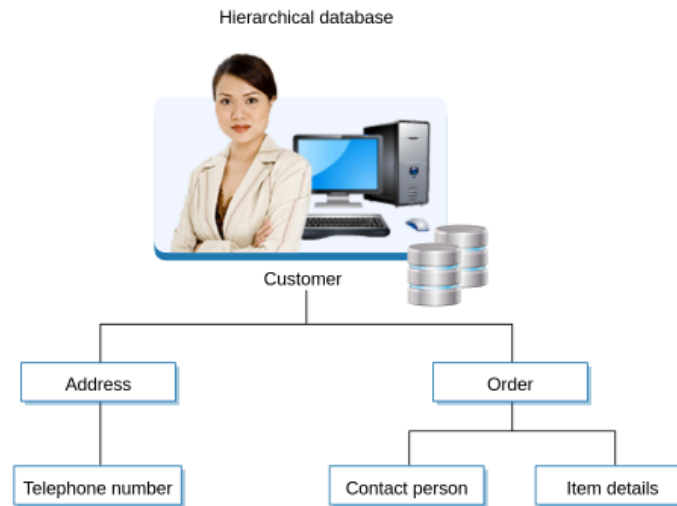 Hierarchical database
Customer
Address
Order
Telephone number
Contact person
Item details